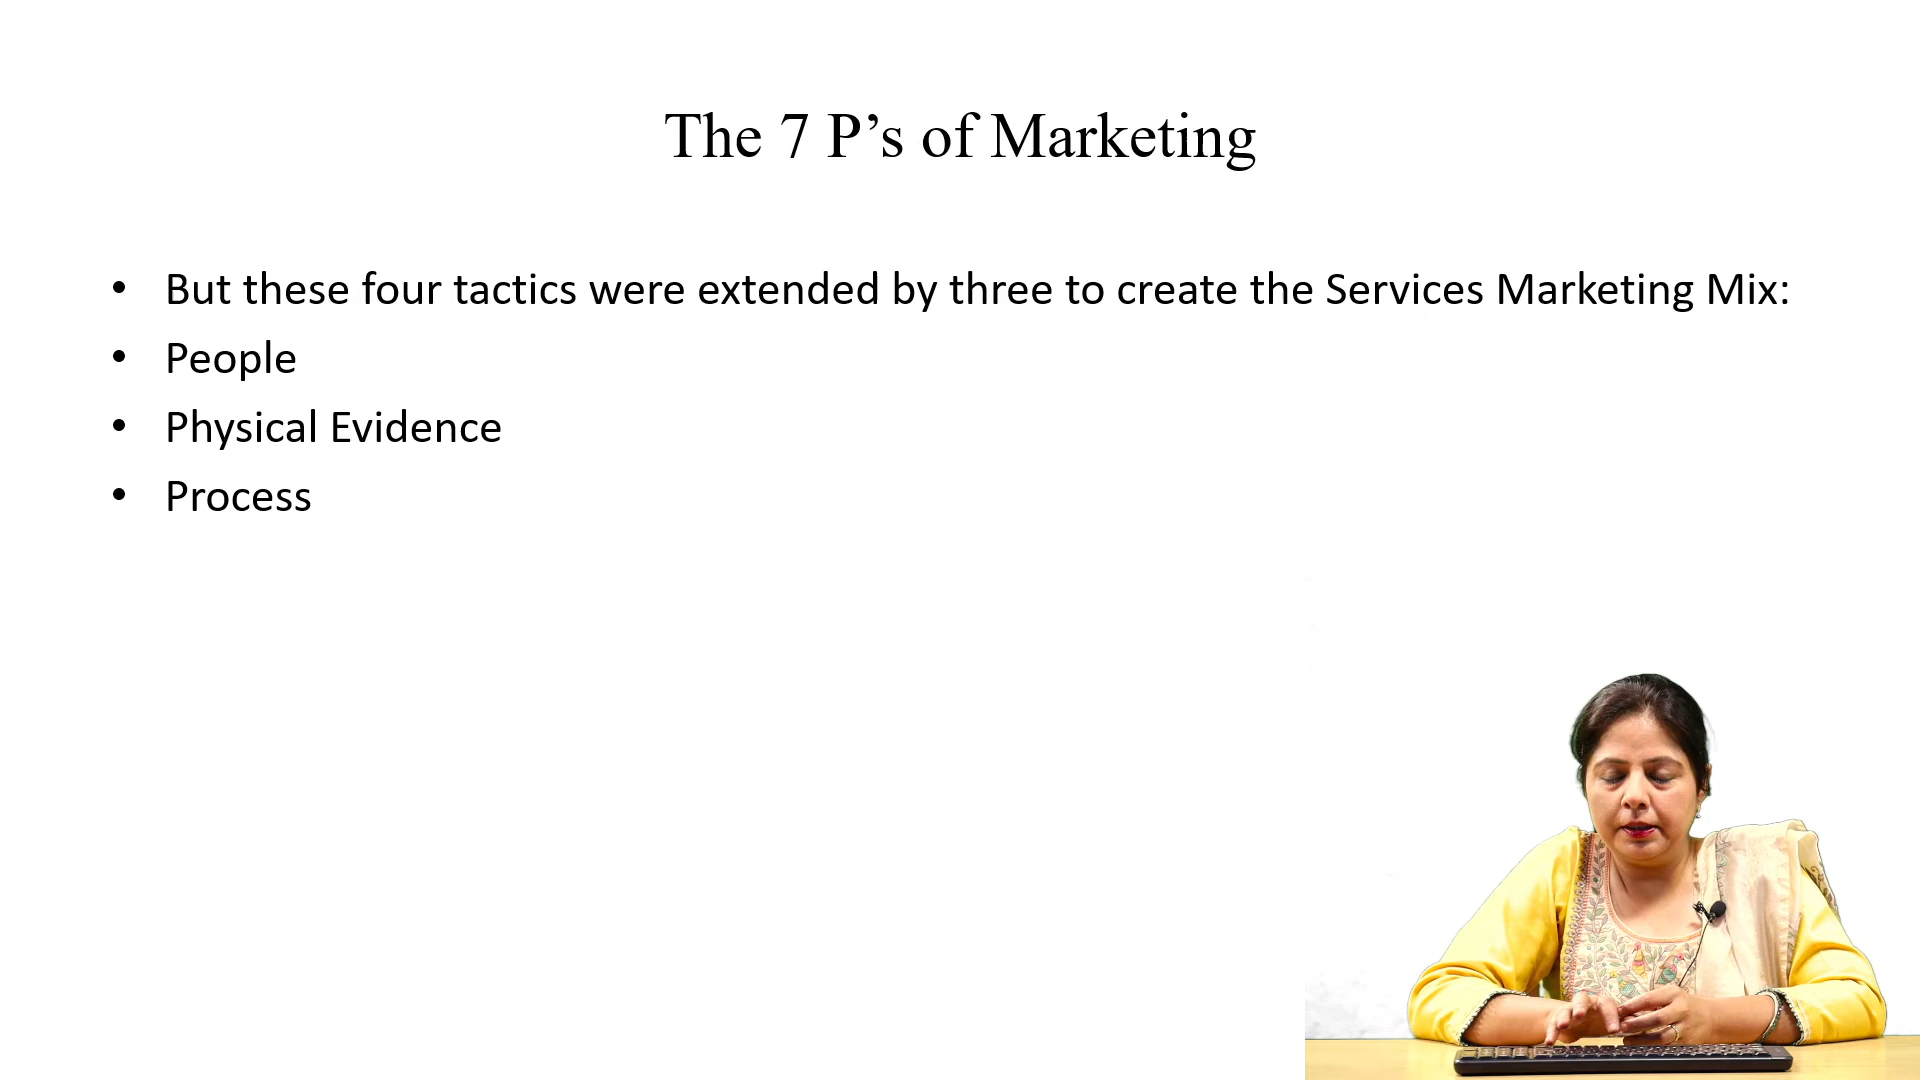 The 7 P’s of Marketing
• But these four tactics were extended by three to create the Services Marketing Mix:
• People
• Physical Evidence
• Process